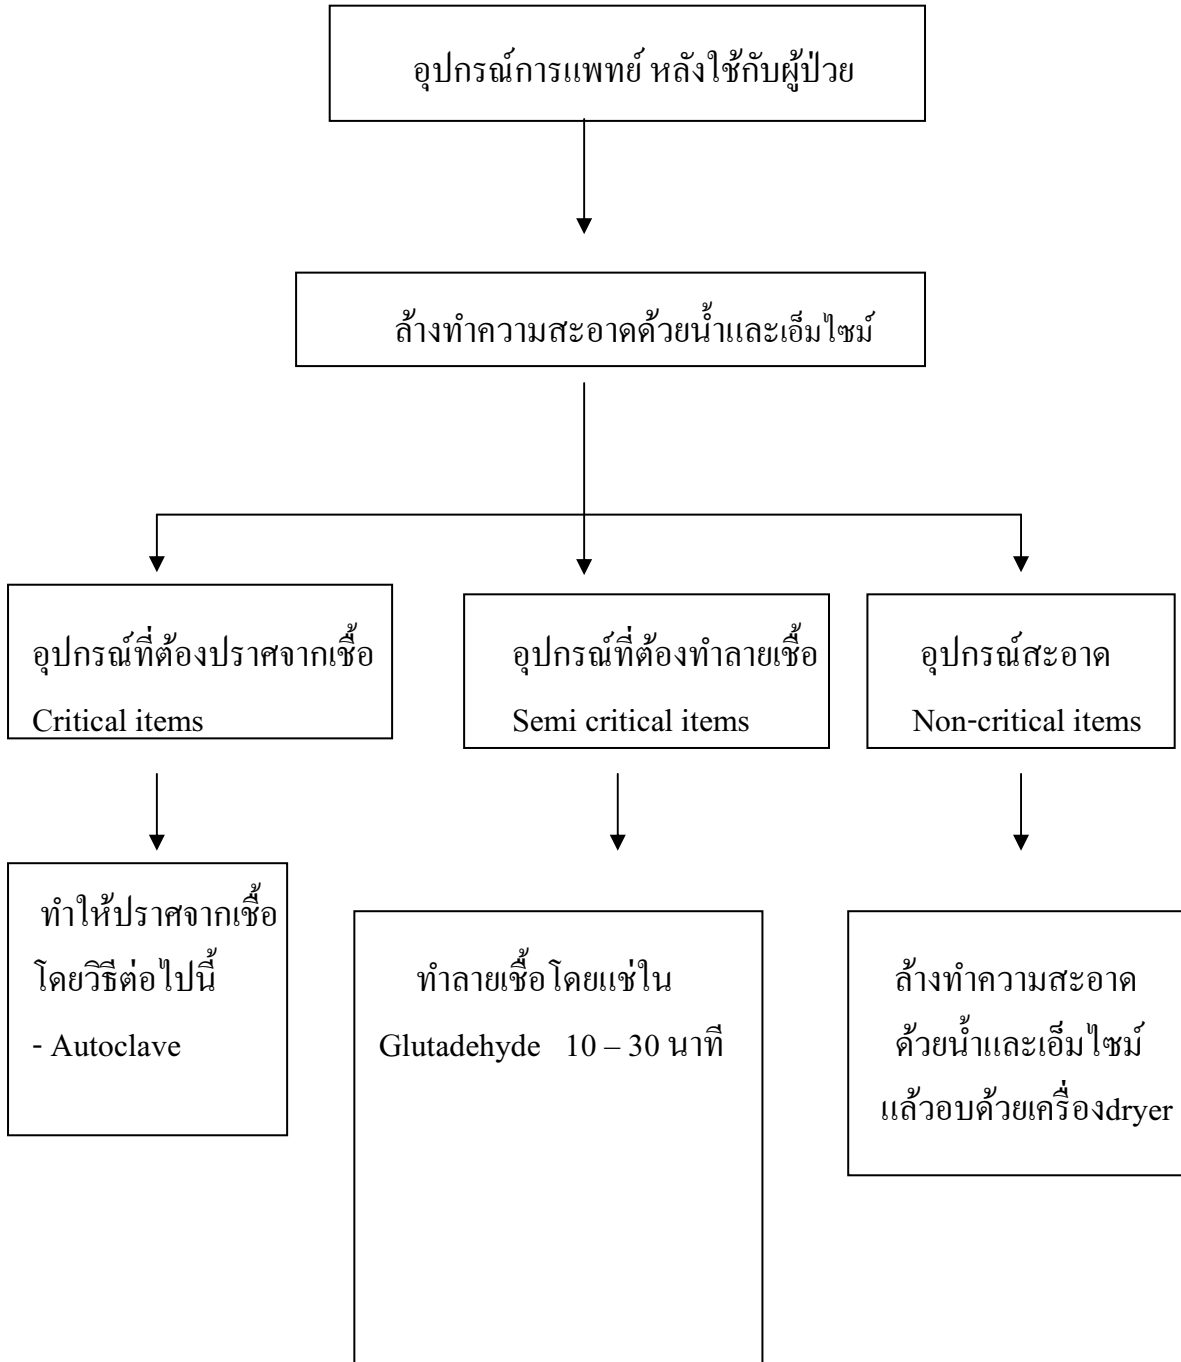 อุปกรณ์การแพทย์ หลังใช้กับผู้ป่วย
ล้างทำความสะอาดด้วยน้ำและเอ็มไซม์
อุปกรณ์ที่ต้องปราศจากเชื้อ
Critical items
อุปกรณ์ที่ต้องทำลายเชื้อ
Semi critical items
อุปกรณ์สะอาด
Non-critical items
ทำให้ปราศจากเชื้อ
โดยวิธีต่อไปนี้
- Autoclave
ทำลายเชื้อโดยแช่ใน
Glutadehyde 10 – 30 นาที
ล้างทำความสะอาด
ด้วยน้ำและเอ็มไซม์
แล้วอบด้วยเครื่องdryer